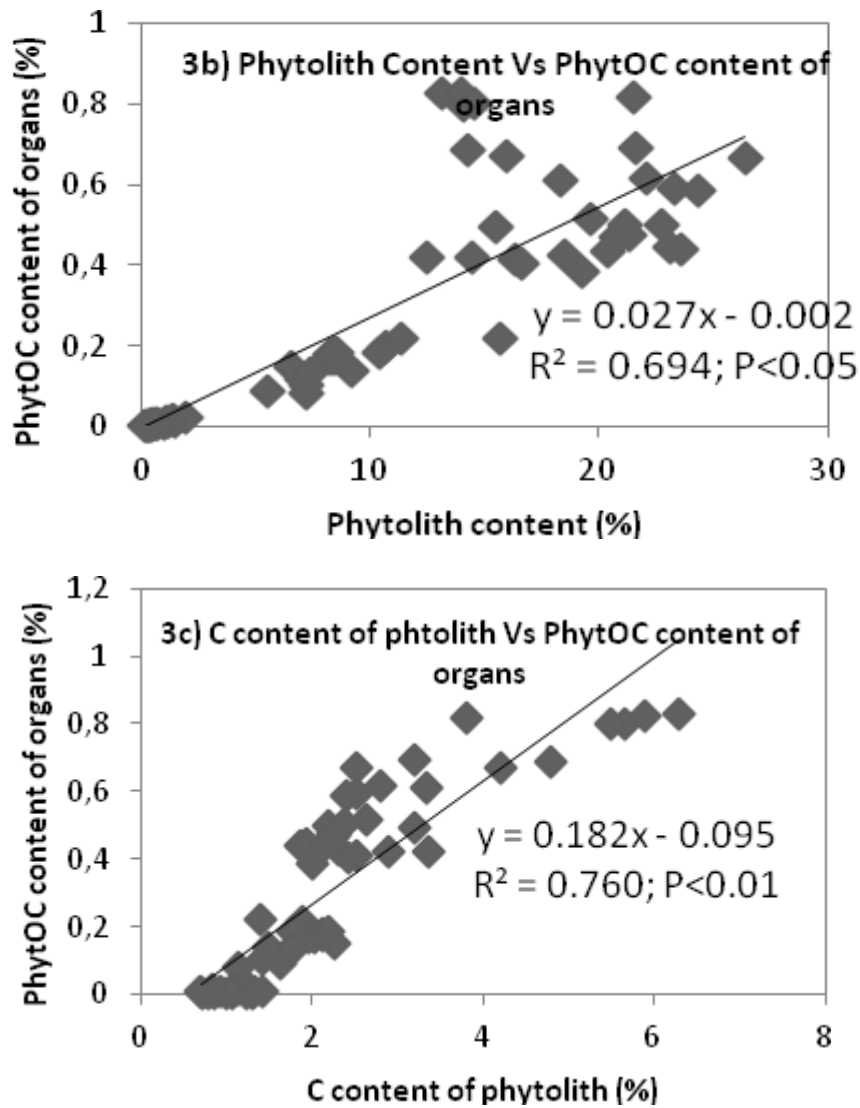 1
0,8
0,6
0,4
0,2
0
PhytOC content of organs (%)
3b) Phytolith Content Vs PhytOC content of
organs
y = 0.027x - 0.002
R² = 0.694; P<0.05
0 10 20 30
Phytolith content (%)
1,2
1
0,8
0,6
0,4
0,2
0
PhytOC content of organs (%)
3c) C content of phtolith Vs PhytOC content of
organs
y = 0.182x - 0.095
R² = 0.760; P<0.01
0 2 4 6 8
C content of phytolith (%)